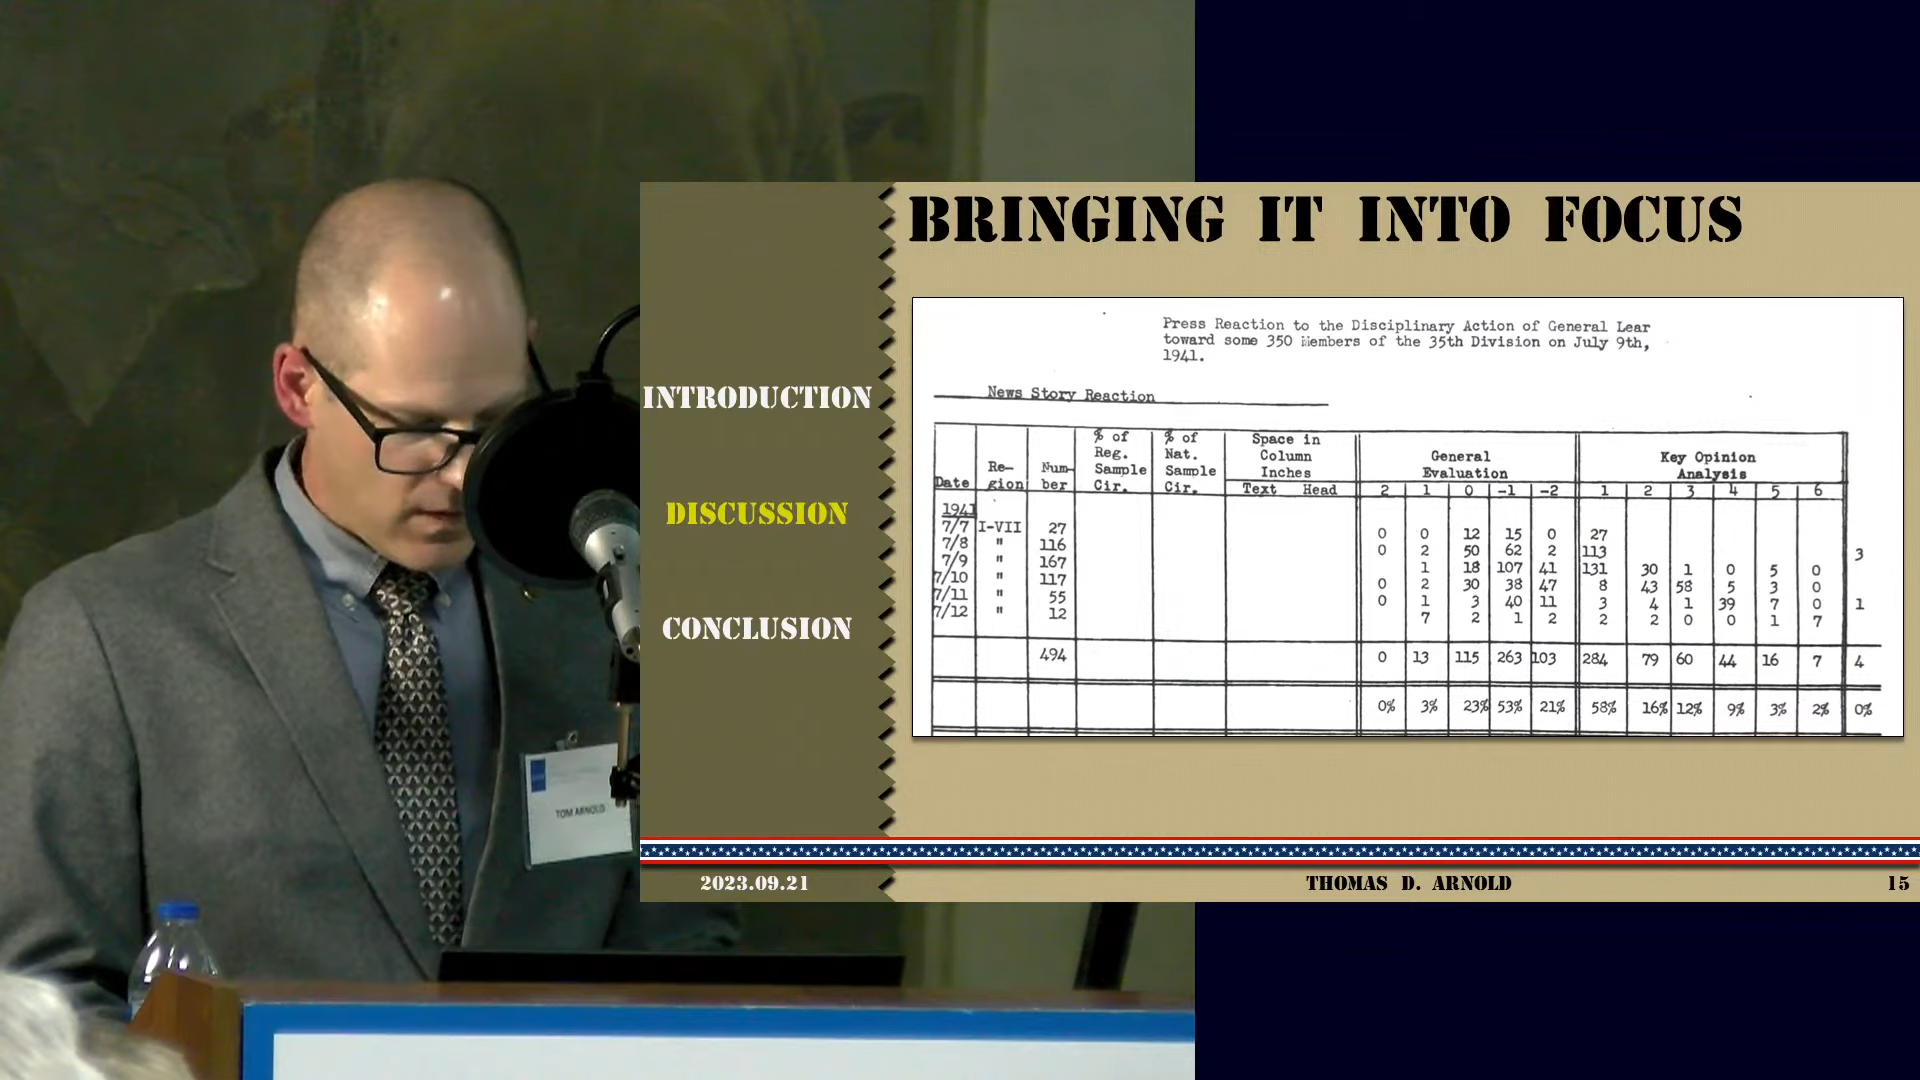 BRINGING IT INTO FOCUS
INTRODUCTION
DISCUSSION
CONCLUSION
Press Reaction to the Disciplinary Action of General Lear
toward some 350 Members of the 35th Division on July 9th,
1941.
News Story Reaction
Date Re-gion Num-ber % of Reg. Sample Cir. % of Nat. Sample Cir. Space in Column Inches Text Head General Evaluation 2 1 0 -1 -2 Key Opinion Analysis 1 2 3 4 5 6
1941
7/7 I-VII 27 0 0 12 15 0 27
7/8 " 116 0 2 50 62 2 113 3
7/9 " 167 1 18 107 41 131 30 1 0 5 0
7/10 " 117 0 2 30 38 47 8 43 58 5 3 0
7/11 " 55 0 1 3 40 11 3 4 1 39 7 0 1
7/12 " 12 7 2 1 2 2 2 0 0 1 7
494 0 13 115 263 103 284 79 60 44 16 7 4
0% 3% 23% 53% 21% 58% 16% 12% 9% 3% 2% 0%
TOM ARNOLD
2023.09.21 THOMAS D. ARNOLD 15